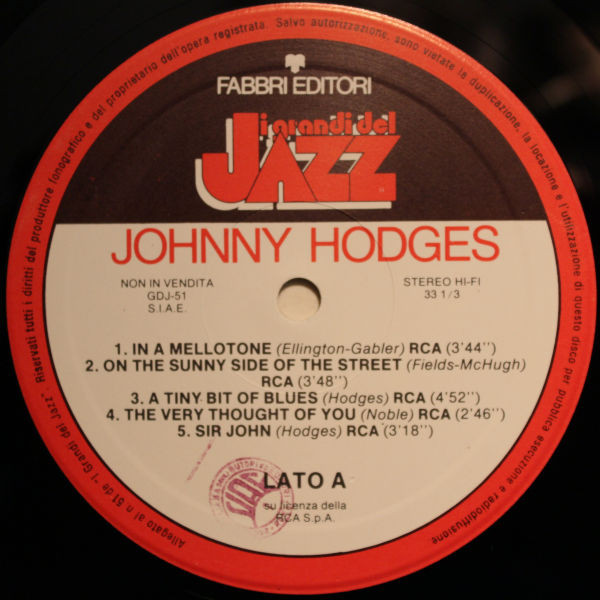 Riservati tutti i diritti del produttore fonografico e del proprietario dell'opera registrata. Salvo autorizzazione, sono vietate la duplicazione, la locazione e l'utilizzazione di questo disco per pubblica esecuzione e radiodiffusione
FABBRI EDITORI
i grandi del
JAZZ
JOHNNY HODGES
NON IN VENDITA
GDJ-51
S.I.A.E.
STEREO HI-FI
33 1/3
1. IN A MELLOTONE (Ellington-Gabler) RCA (3'44'')
2. ON THE SUNNY SIDE OF THE STREET (Fields-McHugh)
RCA (3'48'')
3. A TINY BIT OF BLUES (Hodges) RCA (4'52'')
4. THE VERY THOUGHT OF YOU (Noble) RCA (2'46'')
5. SIR JOHN (Hodges) RCA (3'18'')
LATO A
su licenza della
RCA S.p.A.
SIAE
Allegato al n 51 de "I Grandi del Jazz"